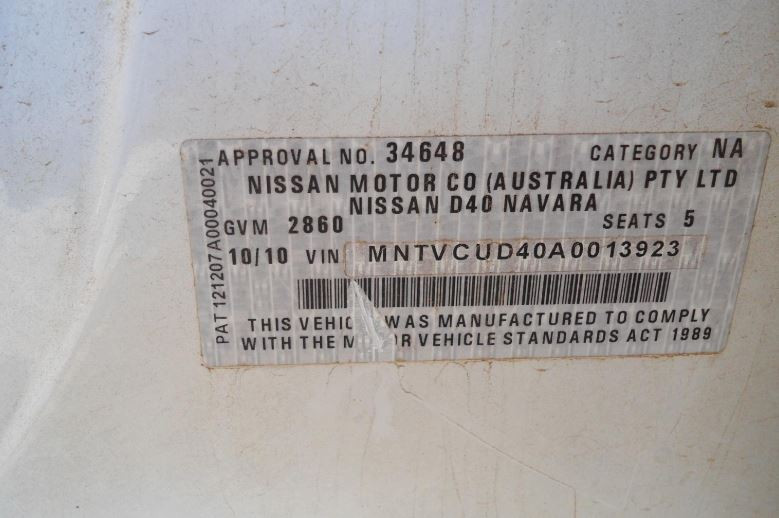 APPROVAL NO. 34648 CATEGORY NA
NISSAN MOTOR CO (AUSTRALIA) PTY LTD
NISSAN D40 NAVARA
GVM 2860 SEATS 5
10/10 VIN MNTVCUD40A0013923
THIS VEHIC WAS MANUFACTURED TO COMPLY
WITH THE M R VEHICLE STANDARDS ACT 1989
PAT 121207A00040021